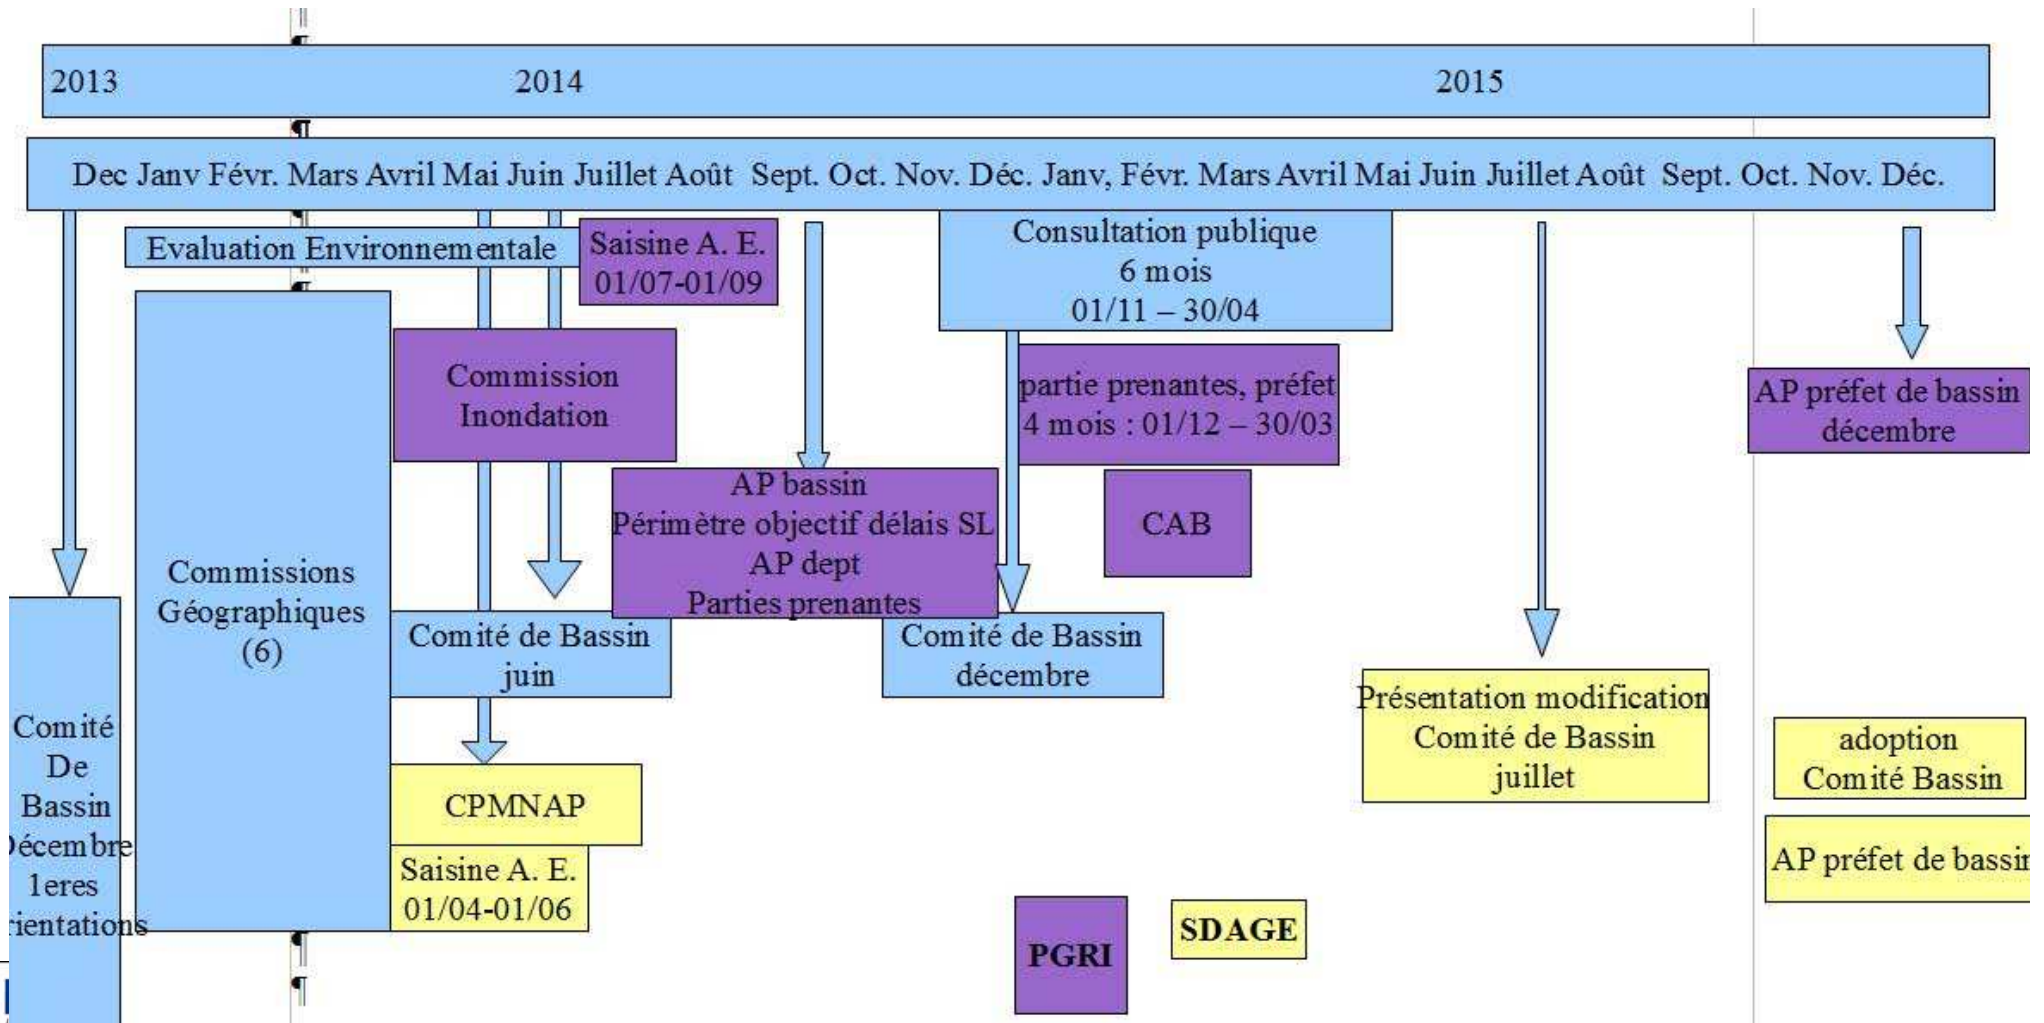 2013 2014 2015
Dec Janv Févr. Mars Avril Mai Juin Juillet Août Sept. Oct. Nov. Déc. Janv, Févr. Mars Avril Mai Juin Juillet Août Sept. Oct. Nov. Déc.
Evaluation Environnementale
Saisine A. E.
01/07-01/09
Consultation publique
6 mois
01/11 – 30/04
Commission
Inondation
partie prenantes, préfet
4 mois : 01/12 – 30/03
AP préfet de bassin
décembre
AP bassin
Périmètre objectif délais SL
AP dept
Parties prenantes
CAB
Commissions
Géographiques
(6)
Comité de Bassin
juin
Comité de Bassin
décembre
Comité
De
Bassin
Décembre
1eres
rientations
Présentation modification
Comité de Bassin
juillet
adoption
Comité Bassin
CPMNAP
Saisine A. E.
01/04-01/06
AP préfet de bassin
PGRI
SDAGE